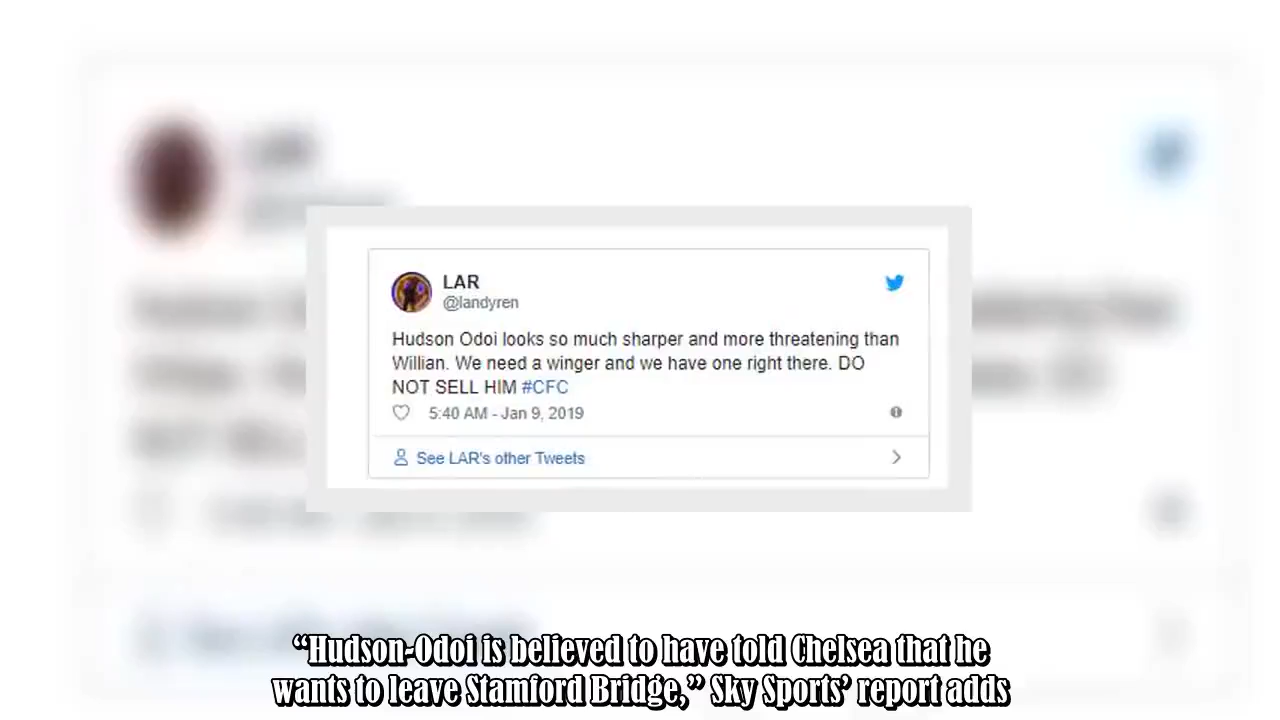 LAR
@landyren
Hudson Odoi looks so much sharper and more threatening than
Willian. We need a winger and we have one right there. DO
NOT SELL HIM #CFC
5:40 AM - Jan 9, 2019
See LAR's other Tweets
“Hudson-Odoi is believed to have told Chelsea that he
wants to leave Stamford Bridge,” Sky Sports’ report adds